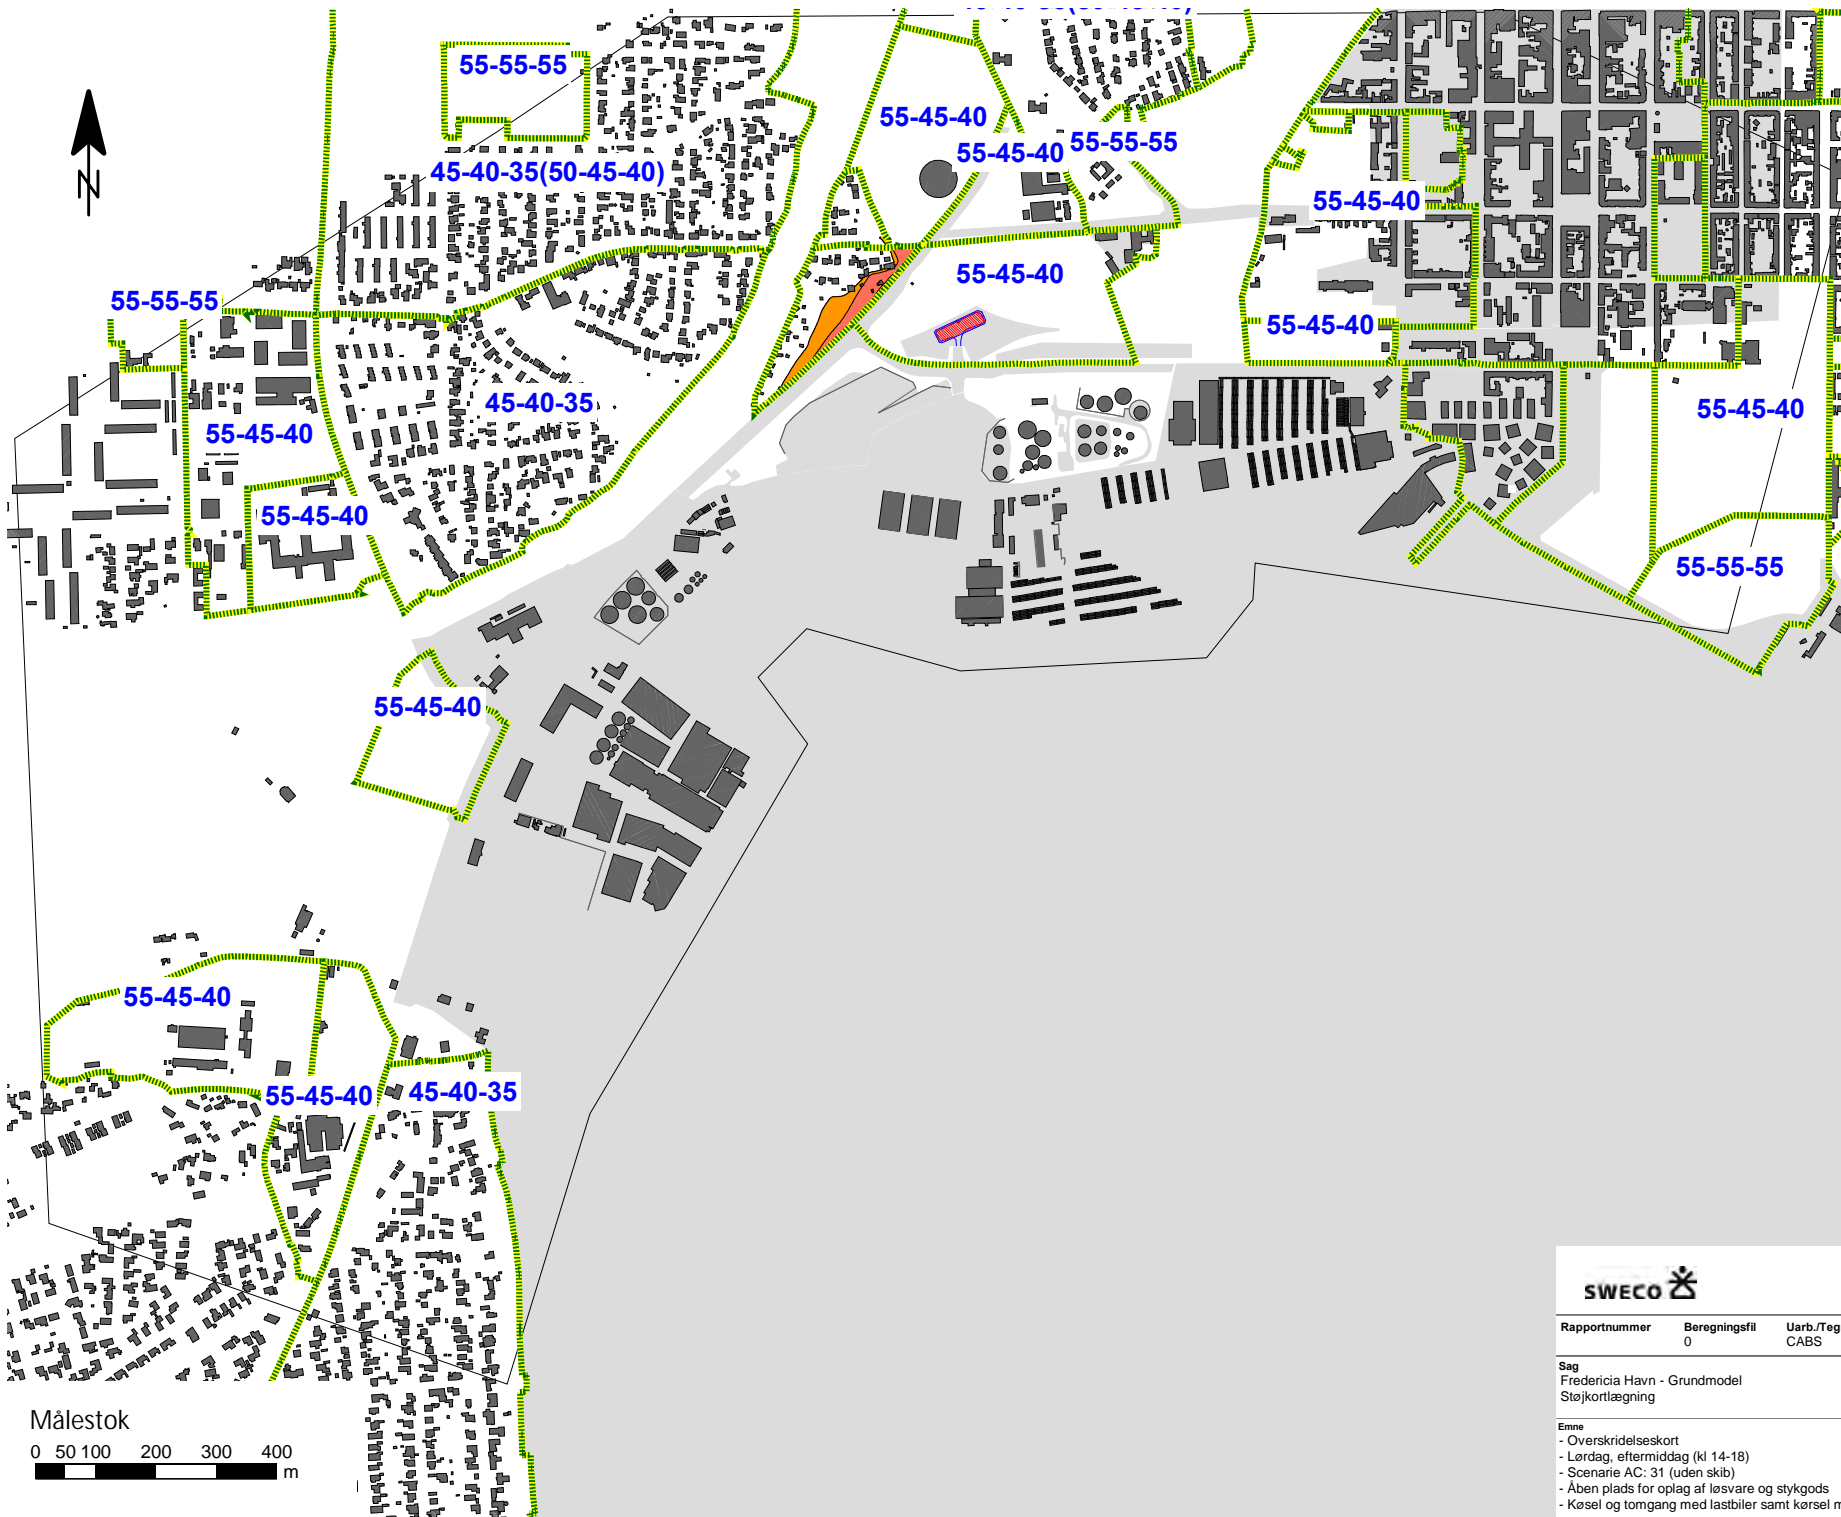 55-55-55
55-45-40
55-45-40
55-55-55
45-40-35(50-45-40)
55-45-40
N
55-45-40
55-55-55
55-45-40
45-40-35
55-45-40
55-45-40
55-45-40
55-45-40
55-55-55
55-45-40
55-45-40
55-45-40
45-40-35
SWECO
Rapportnummer Beregningsfil Uarb./Teg
0 CABS
Sag
Fredericia Havn - Grundmodel
Støjkortlægning
Emne
- Overskridelseskort
- Lørdag, eftermiddag (kl 14-18)
- Scenarie AC: 31 (uden skib)
- Åben plads for oplag af løsvare og stykgods
- Køsel og tomgang med lastbiler samt kørsel m
Målestok
0 50 100 200 300 400
m